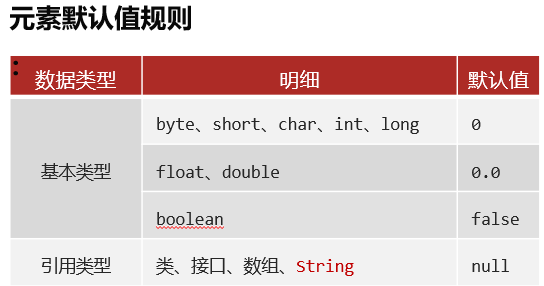 元素默认值规则
:
数据类型 明细 默认值
基本类型 byte、short、char、int、long 0
float、double 0.0
boolean false
引用类型 类、接口、数组、String null